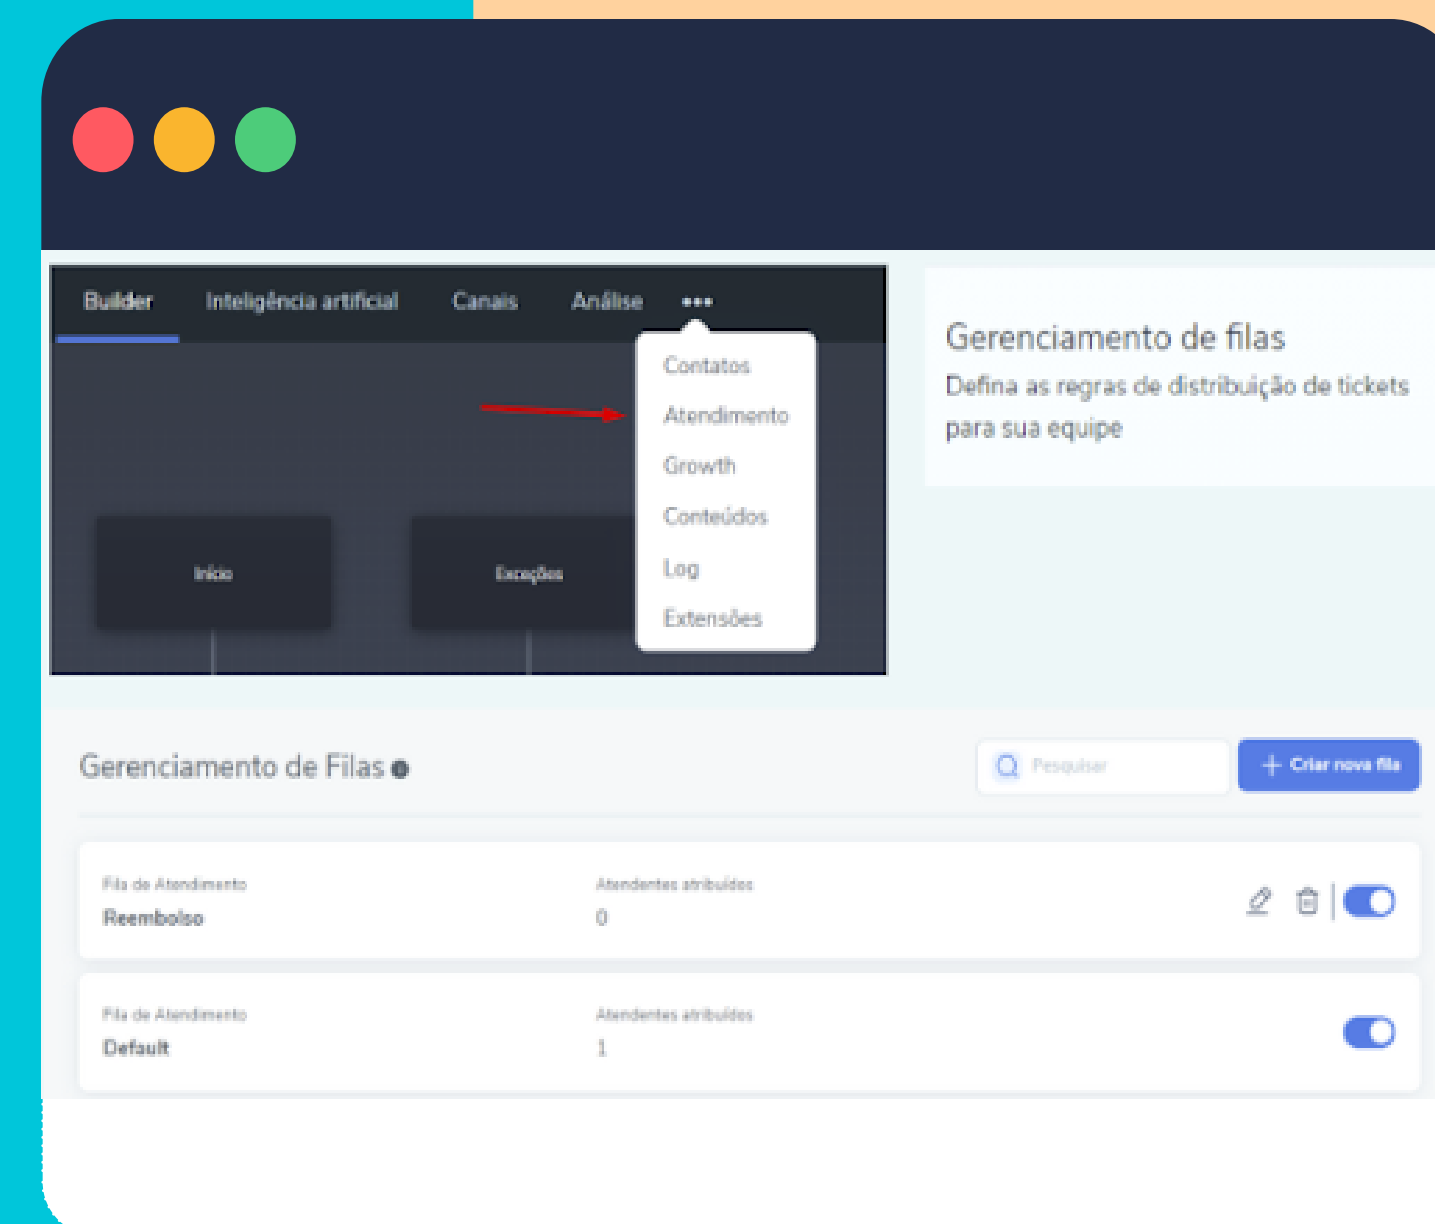 Builder Inteligência artificial Canais Análise •••
Contatos
Atendimento
Growth
Conteúdos
Log
Extensões
Início
Exceções
Gerenciamento de filas
Defina as regras de distribuição de tickets
para sua equipe
Gerenciamento de Filas
Pesquisar
+ Criar nova fila
Fila de Atendimento
Reembolso
Atendentes atribuídos
0
Fila de Atendimento
Default
Atendentes atribuídos
1